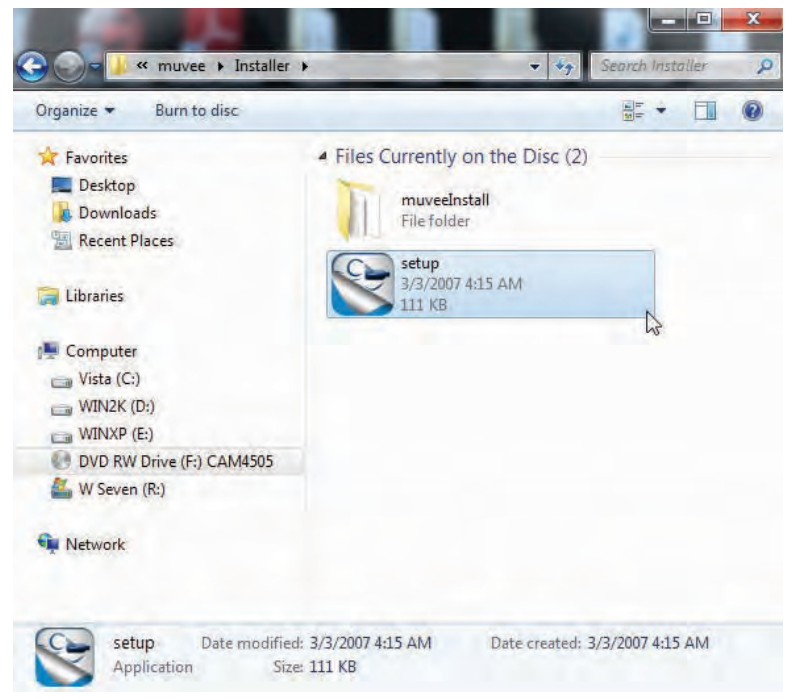 « muvee ▸ Installer ▸ Search Installer
Organize Burn to disc
Favorites
Desktop
Downloads
Recent Places
Libraries
Computer
Vista (C:)
WIN2K (D:)
WINXP (E:)
DVD RW Drive (F:) CAM4505
W Seven (R:)
Network
Files Currently on the Disc (2)
muveeInstall
File folder
setup
3/3/2007 4:15 AM
111 KB
setup Date modified: 3/3/2007 4:15 AM Date created: 3/3/2007 4:15 AM
Application Size: 111 KB